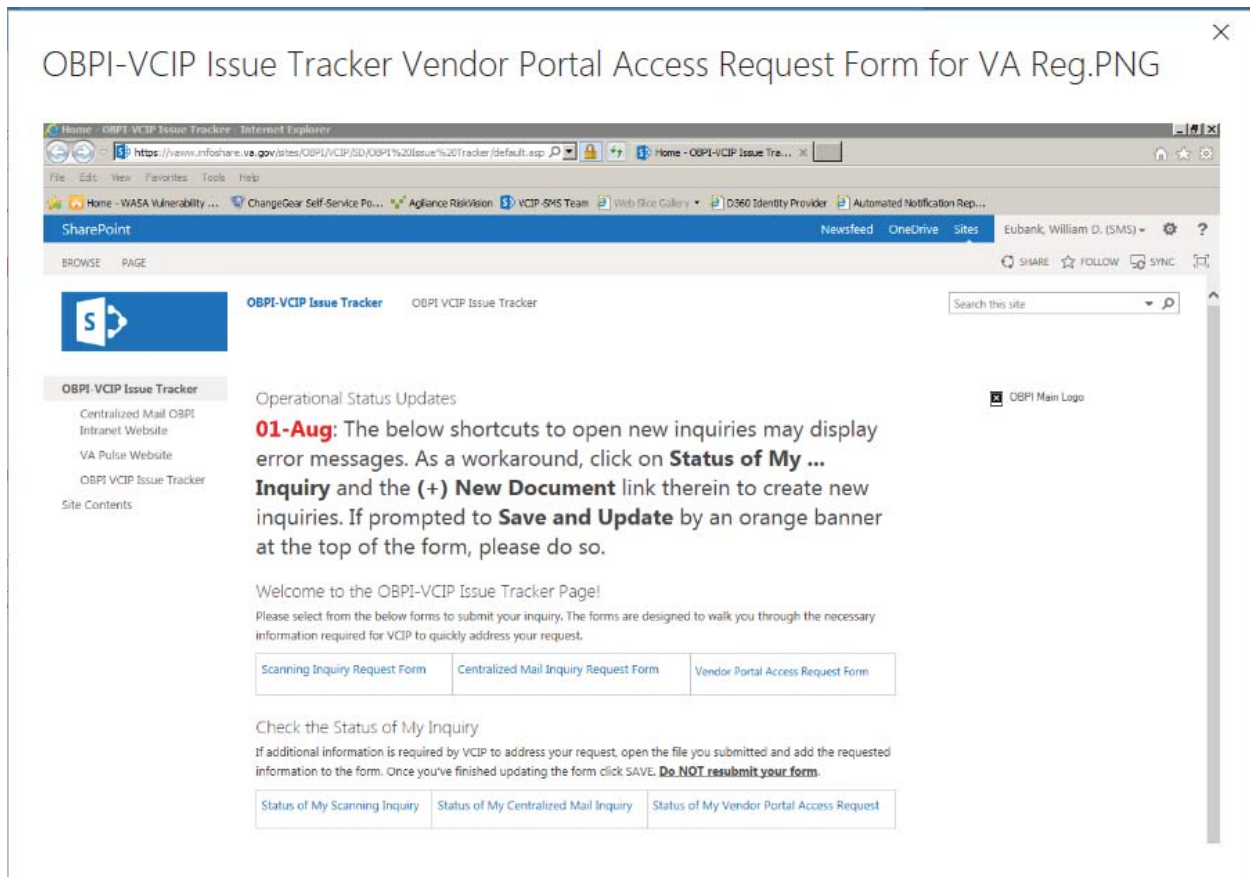 OBPI-VCIP Issue Tracker Vendor Portal Access Request Form for VA Reg.PNG
Home - OBPI-VCIP Issue Tracker - Internet Explorer
https://vaww.infoshare.va.gov/sites/OBPI/VCIP/SD/OBPI%20Issue%20Tracker/default.asp
Home - OBPI-VCIP Issue Tra...
File Edit View Favorites Tools Help
Home - WASA Vulnerability ... ChangeGear Self-Service Po... Agiliance RiskVision VCIP-SMS Team Web Slice Gallery D360 Identity Provider Automated Notification Rep...
SharePoint Newsfeed OneDrive Sites Eubank, William D. (SMS) ?
BROWSE PAGE SHARE FOLLOW SYNC
S OBPI-VCIP Issue Tracker OBPI VCIP Issue Tracker Search this site
OBPI-VCIP Issue Tracker
Centralized Mail OBPI
Intranet Website
VA Pulse Website
OBPI VCIP Issue Tracker
Site Contents
Operational Status Updates
01-Aug: The below shortcuts to open new inquiries may display
error messages. As a workaround, click on Status of My ...
Inquiry and the (+) New Document link therein to create new
inquiries. If prompted to Save and Update by an orange banner
at the top of the form, please do so.
OBPI Main Logo
Welcome to the OBPI-VCIP Issue Tracker Page!
Please select from the below forms to submit your inquiry. The forms are designed to walk you through the necessary
information required for VCIP to quickly address your request.
Scanning Inquiry Request Form Centralized Mail Inquiry Request Form Vendor Portal Access Request Form
Check the Status of My Inquiry
If additional information is required by VCIP to address your request, open the file you submitted and add the requested
information to the form. Once you've finished updating the form click SAVE. Do NOT resubmit your form.
Status of My Scanning Inquiry Status of My Centralized Mail Inquiry Status of My Vendor Portal Access Request